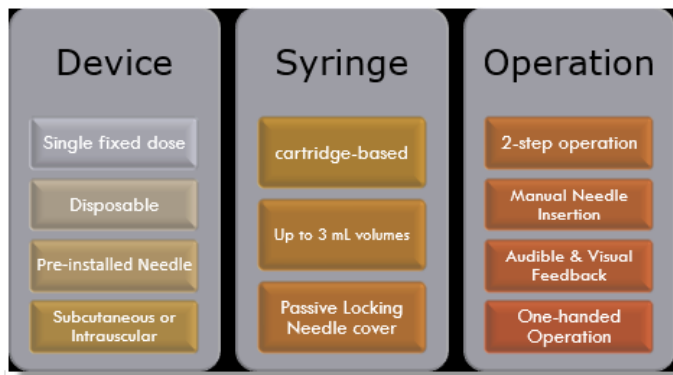 Device
Single fixed dose
Disposable
Pre-installed Needle
Subcutaneous or
Intrauscular
Syringe
cartridge-based
Up to 3 mL volumes
Passive Locking
Needle cover
Operation
2-step operation
Manual Needle
Insertion
Audible & Visual
Feedback
One-handed
Operation